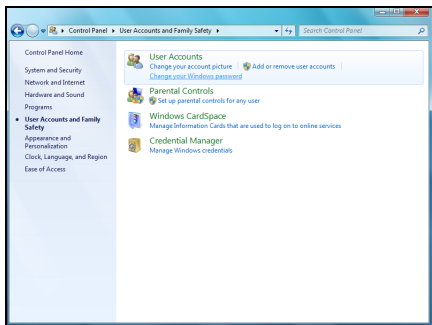 Control Panel ▸ User Accounts and Family Safety ▸
Search Control Panel
Control Panel Home
System and Security
Network and Internet
Hardware and Sound
Programs
User Accounts and Family
Safety
Appearance and
Personalization
Clock, Language, and Region
Ease of Access
User Accounts
Change your account picture | Add or remove user accounts |
Change your Windows password
Parental Controls
Set up parental controls for any user
Windows CardSpace
Manage Information Cards that are used to log on to online services
Credential Manager
Manage Windows credentials